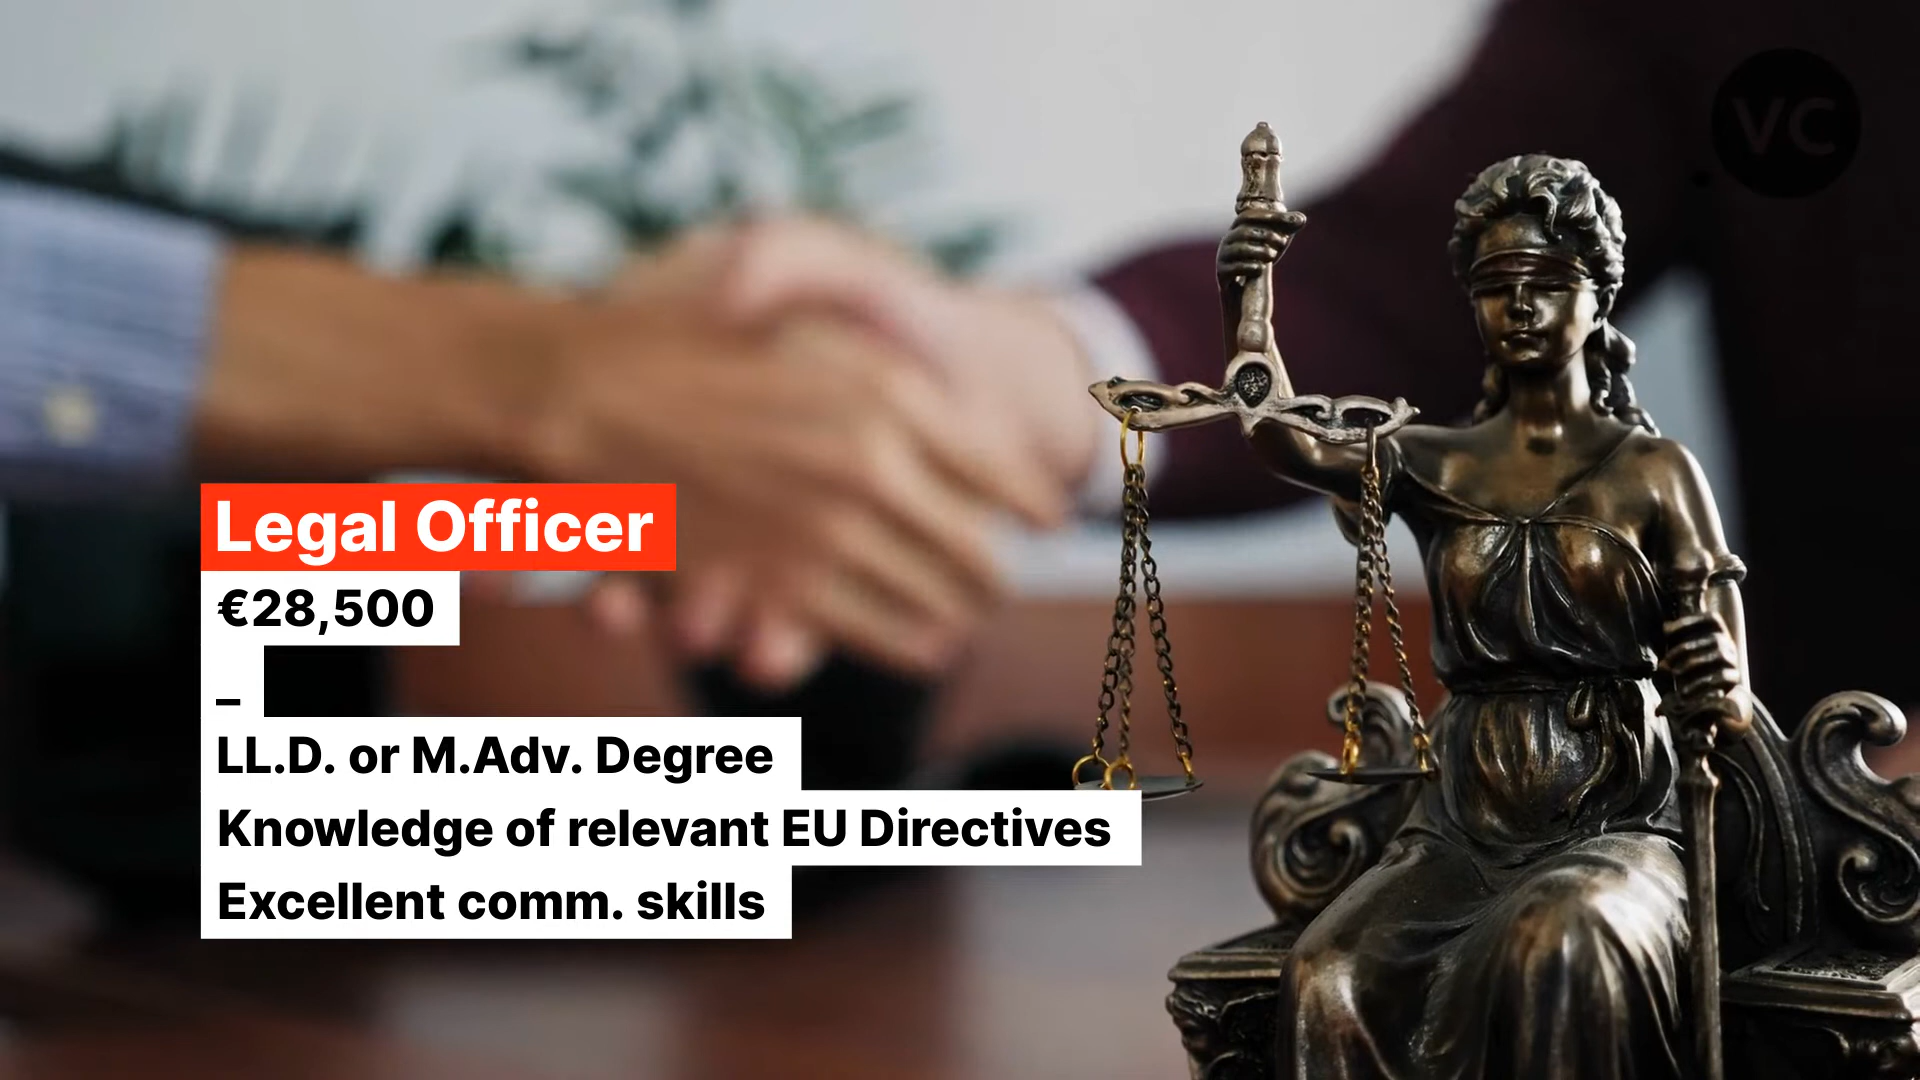 VC
Legal Officer
€28,500
–
LL.D. or M.Adv. Degree
Knowledge of relevant EU Directives
Excellent comm. skills